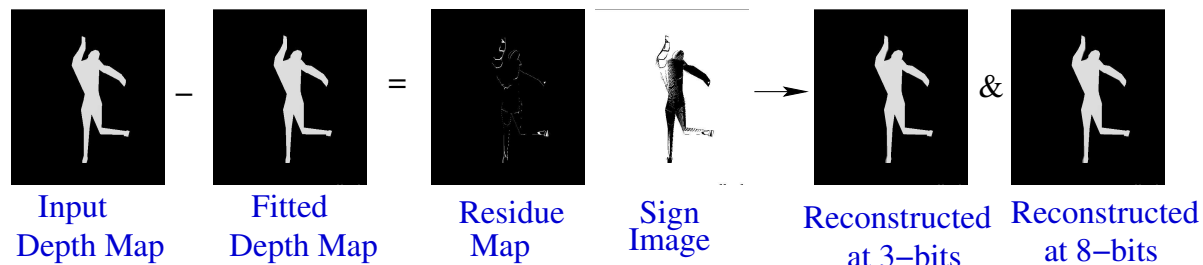 − = &
Input Depth Map
Fitted Depth Map
Residue Map
Sign Image
Reconstructed at 3−bits
Reconstructed at 8−bits